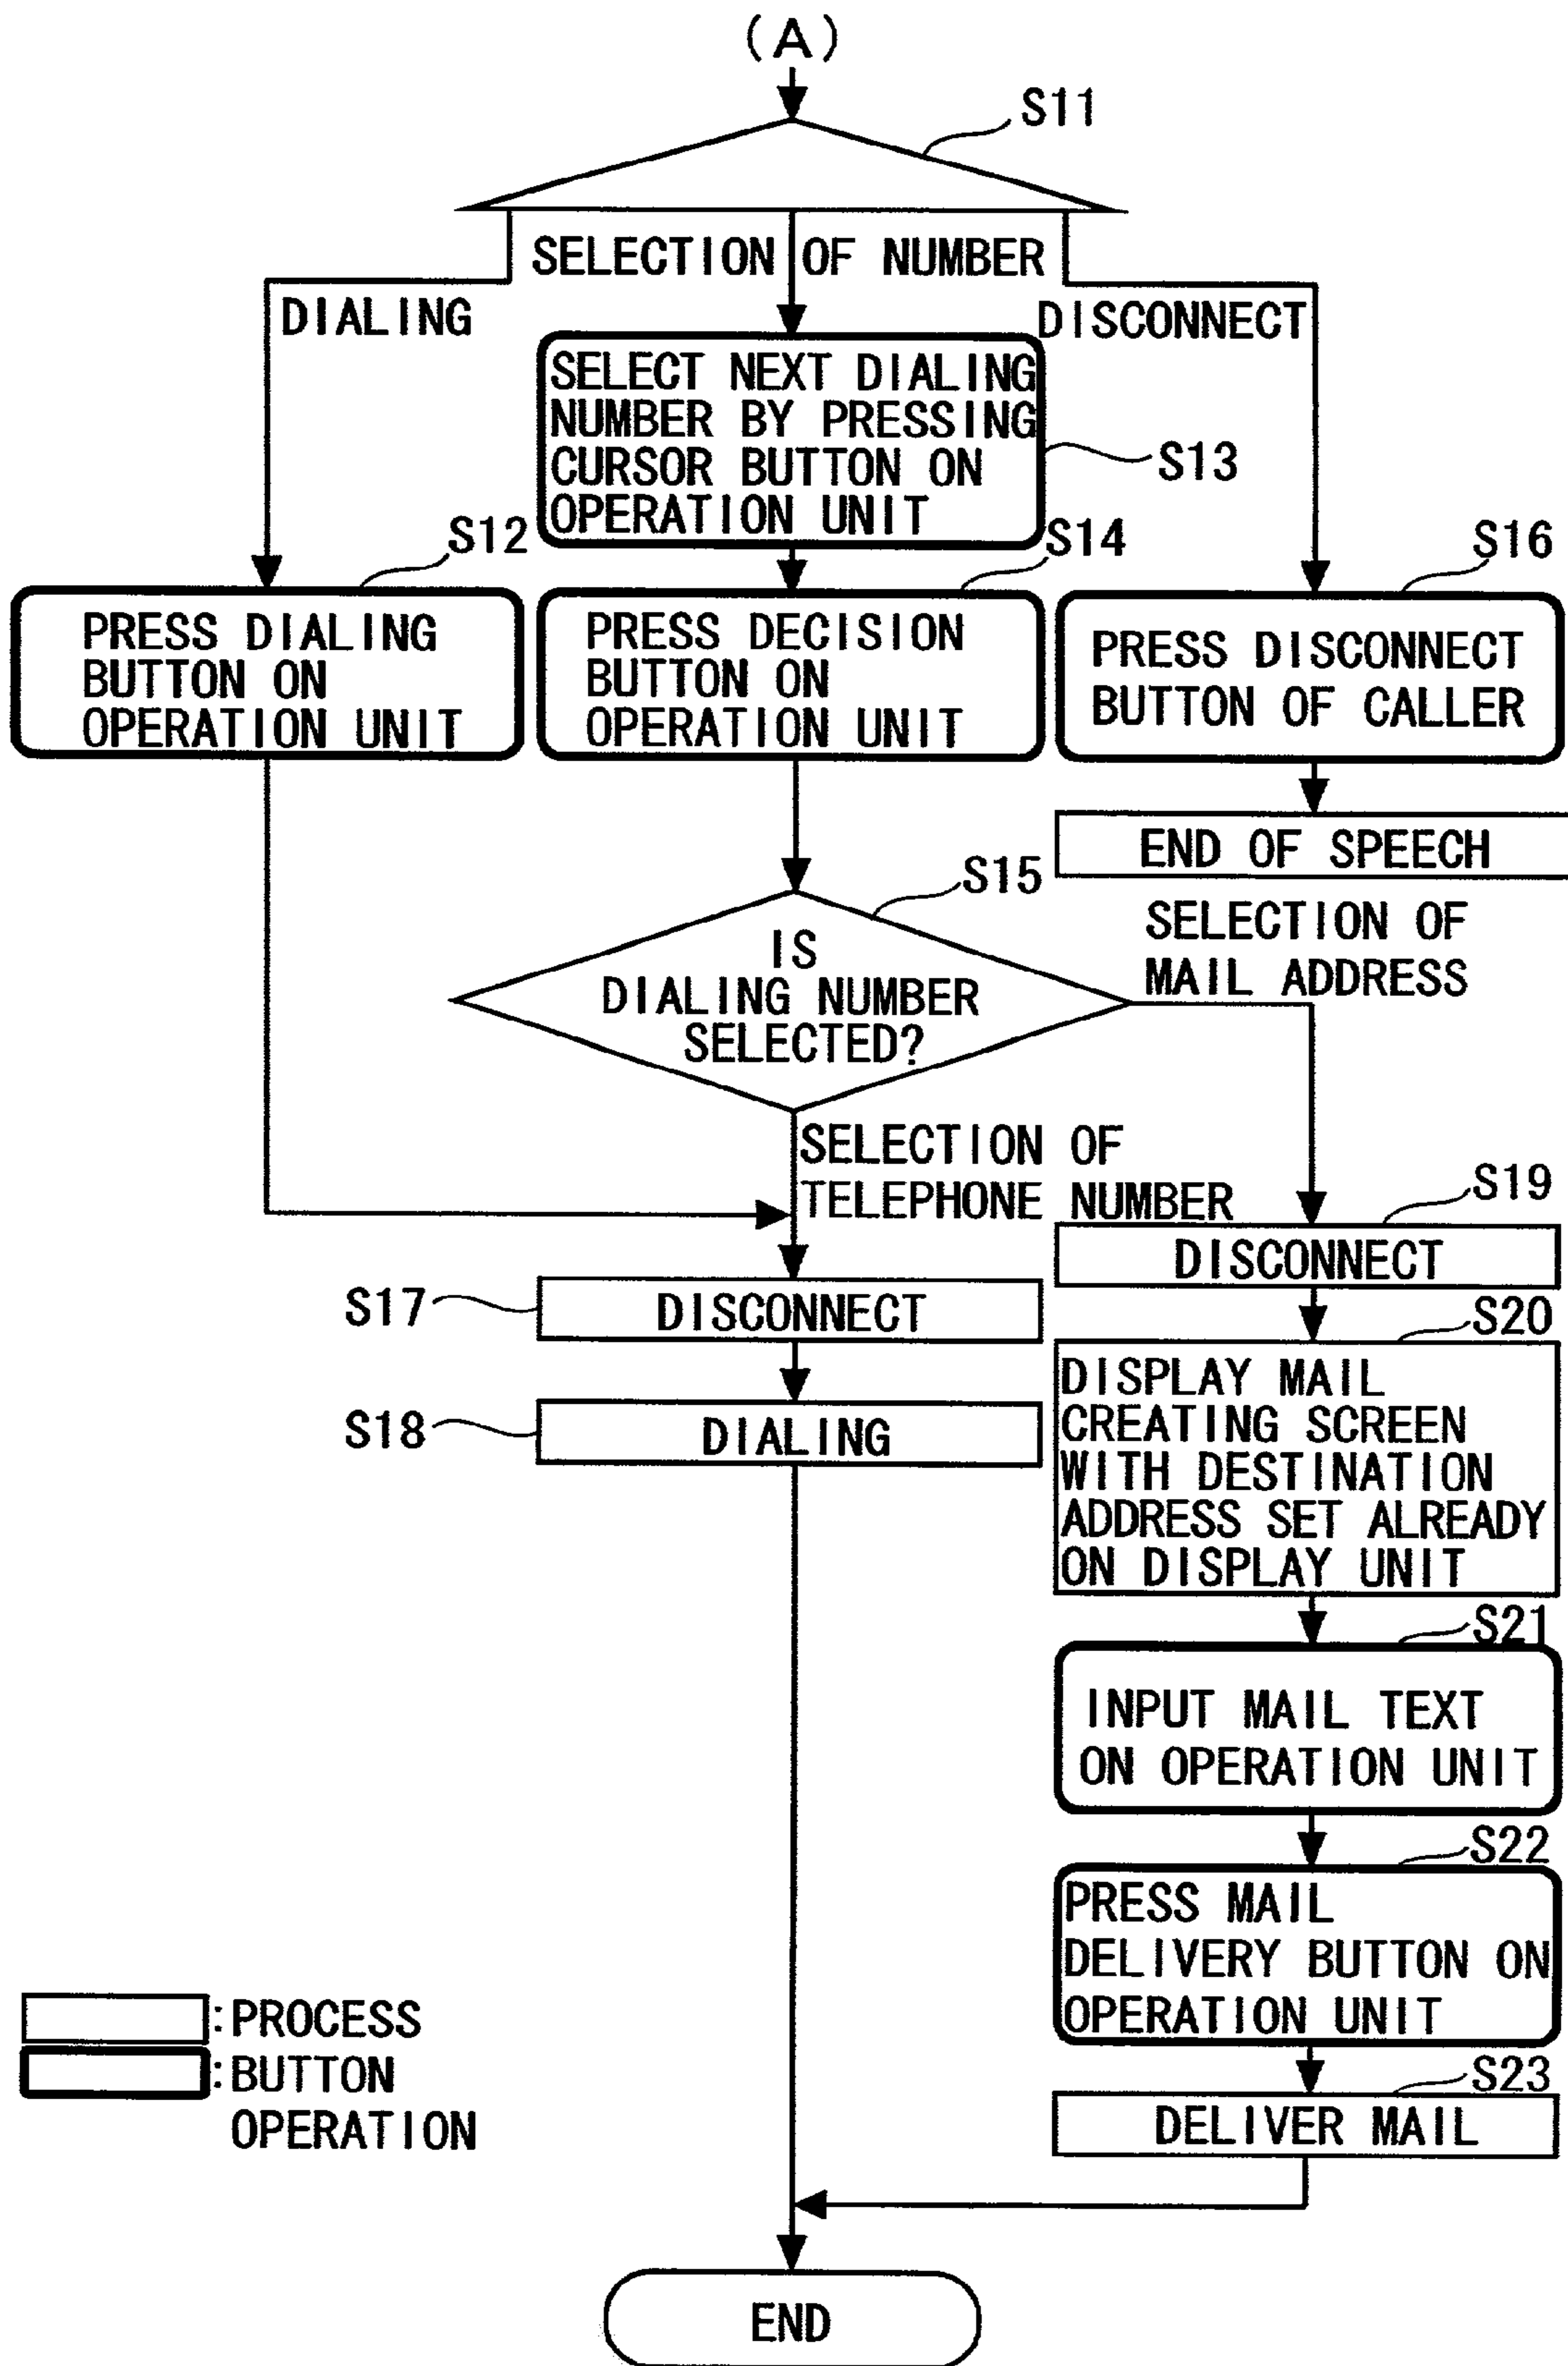 (A)
S11
SELECTION OF NUMBER
DIALING
DISCONNECT
SELECT NEXT DIALING
NUMBER BY PRESSING
CURSOR BUTTON ON
OPERATION UNIT
S13
S12
S14
S16
PRESS DIALING
BUTTON ON
OPERATION UNIT
PRESS DECISION
BUTTON ON
OPERATION UNIT
PRESS DISCONNECT
BUTTON OF CALLER
END OF SPEECH
S15
IS
DIALING NUMBER
SELECTED?
SELECTION OF
MAIL ADDRESS
SELECTION OF
TELEPHONE NUMBER
S19
DISCONNECT
S17
DISCONNECT
S20
DISPLAY MAIL
CREATING SCREEN
WITH DESTINATION
ADDRESS SET ALREADY
ON DISPLAY UNIT
S18
DIALING
S21
INPUT MAIL TEXT
ON OPERATION UNIT
S22
PRESS MAIL
DELIVERY BUTTON ON
OPERATION UNIT
S23
DELIVER MAIL
:PROCESS
:BUTTON
OPERATION
END